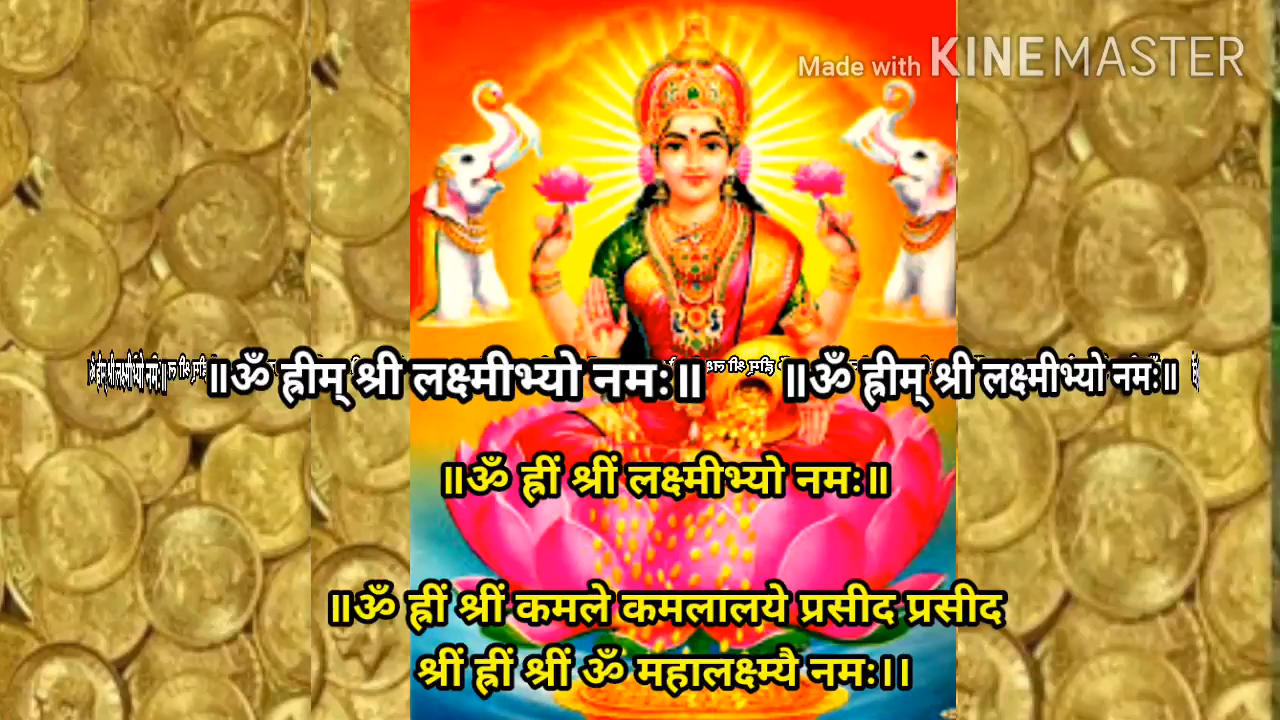 Made with KINEMASTER
॥ॐ ह्रीम् श्री लक्ष्मीभ्यो नमः॥ ॥ॐ ह्रीम् श्री लक्ष्मीभ्यो नमः॥
॥ॐ ह्रीं श्रीं लक्ष्मीभ्यो नमः॥
॥ॐ ह्रीं श्रीं कमले कमलालये प्रसीद प्रसीद
श्रीं ह्रीं श्रीं ॐ महालक्ष्म्यै नमः।।